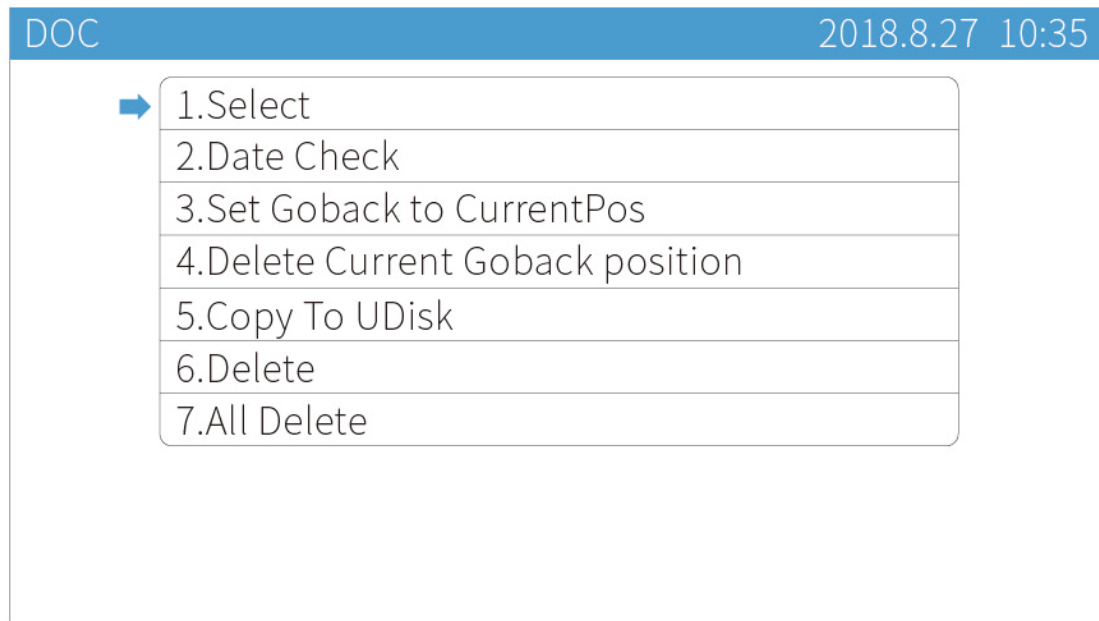 DOC 2018.8.27 10:35
1.Select
2.Date Check
3.Set Goback to CurrentPos
4.Delete Current Goback position
5.Copy To UDisk
6.Delete
7.All Delete